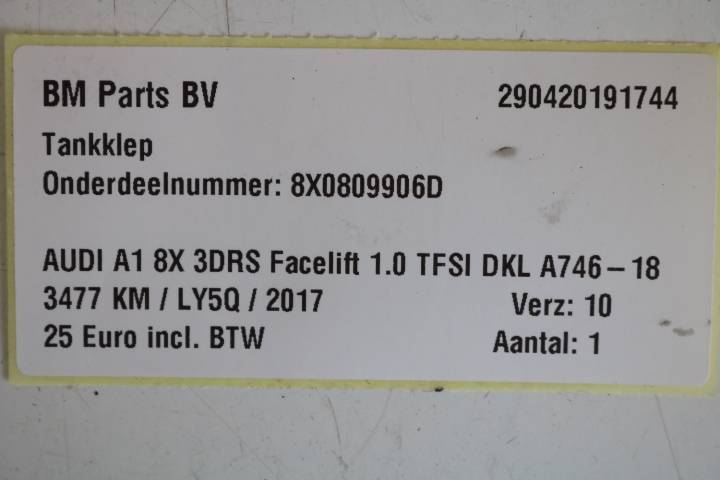 BM Parts BV 290420191744
Tankklep
Onderdeelnummer: 8X0809906D
AUDI A1 8X 3DRS Facelift 1.0 TFSI DKL A746-18
3477 KM / LY5Q / 2017 Verz: 10
25 Euro incl. BTW Aantal: 1